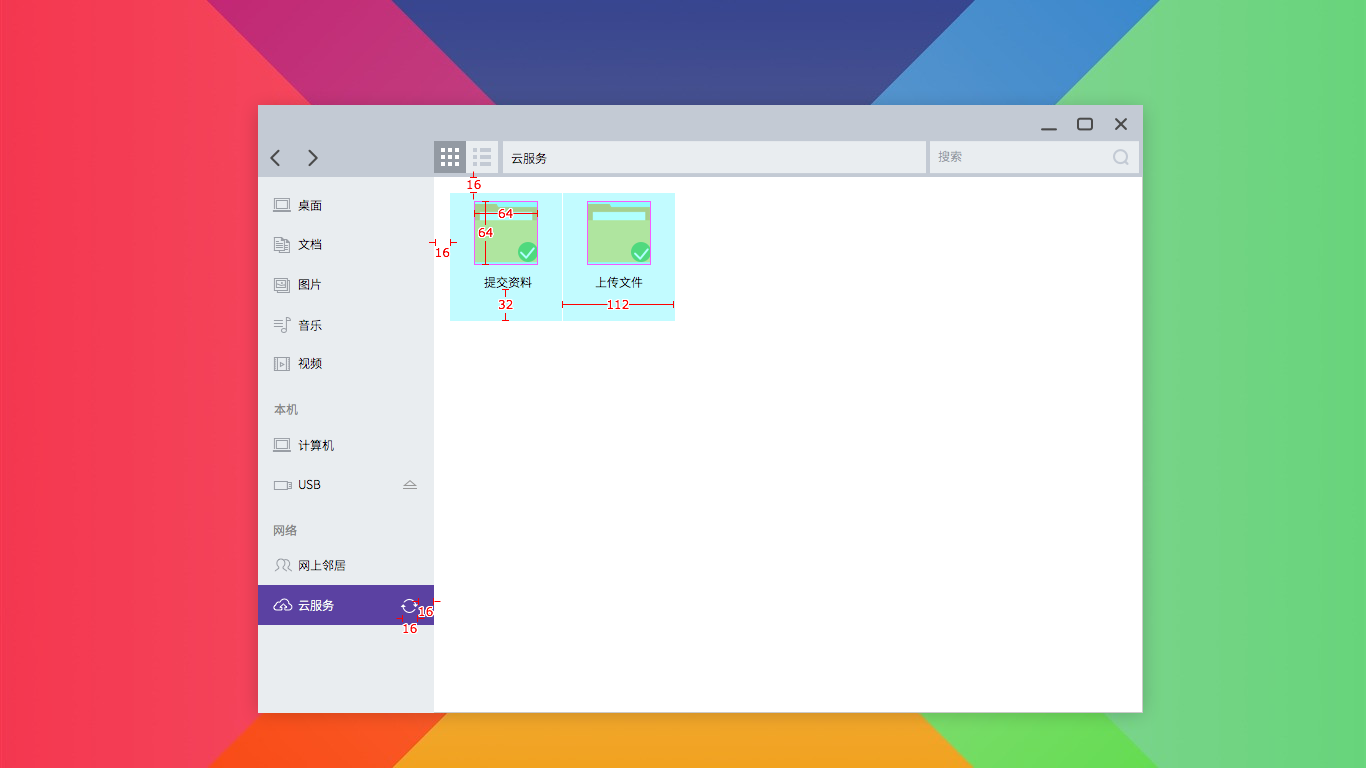 云服务
搜索
桌面
文档
图片
音乐
视频
本机
计算机
USB
网络
网上邻居
云服务
16
16
16
64
64
16
提交资料
上传文件
32
112